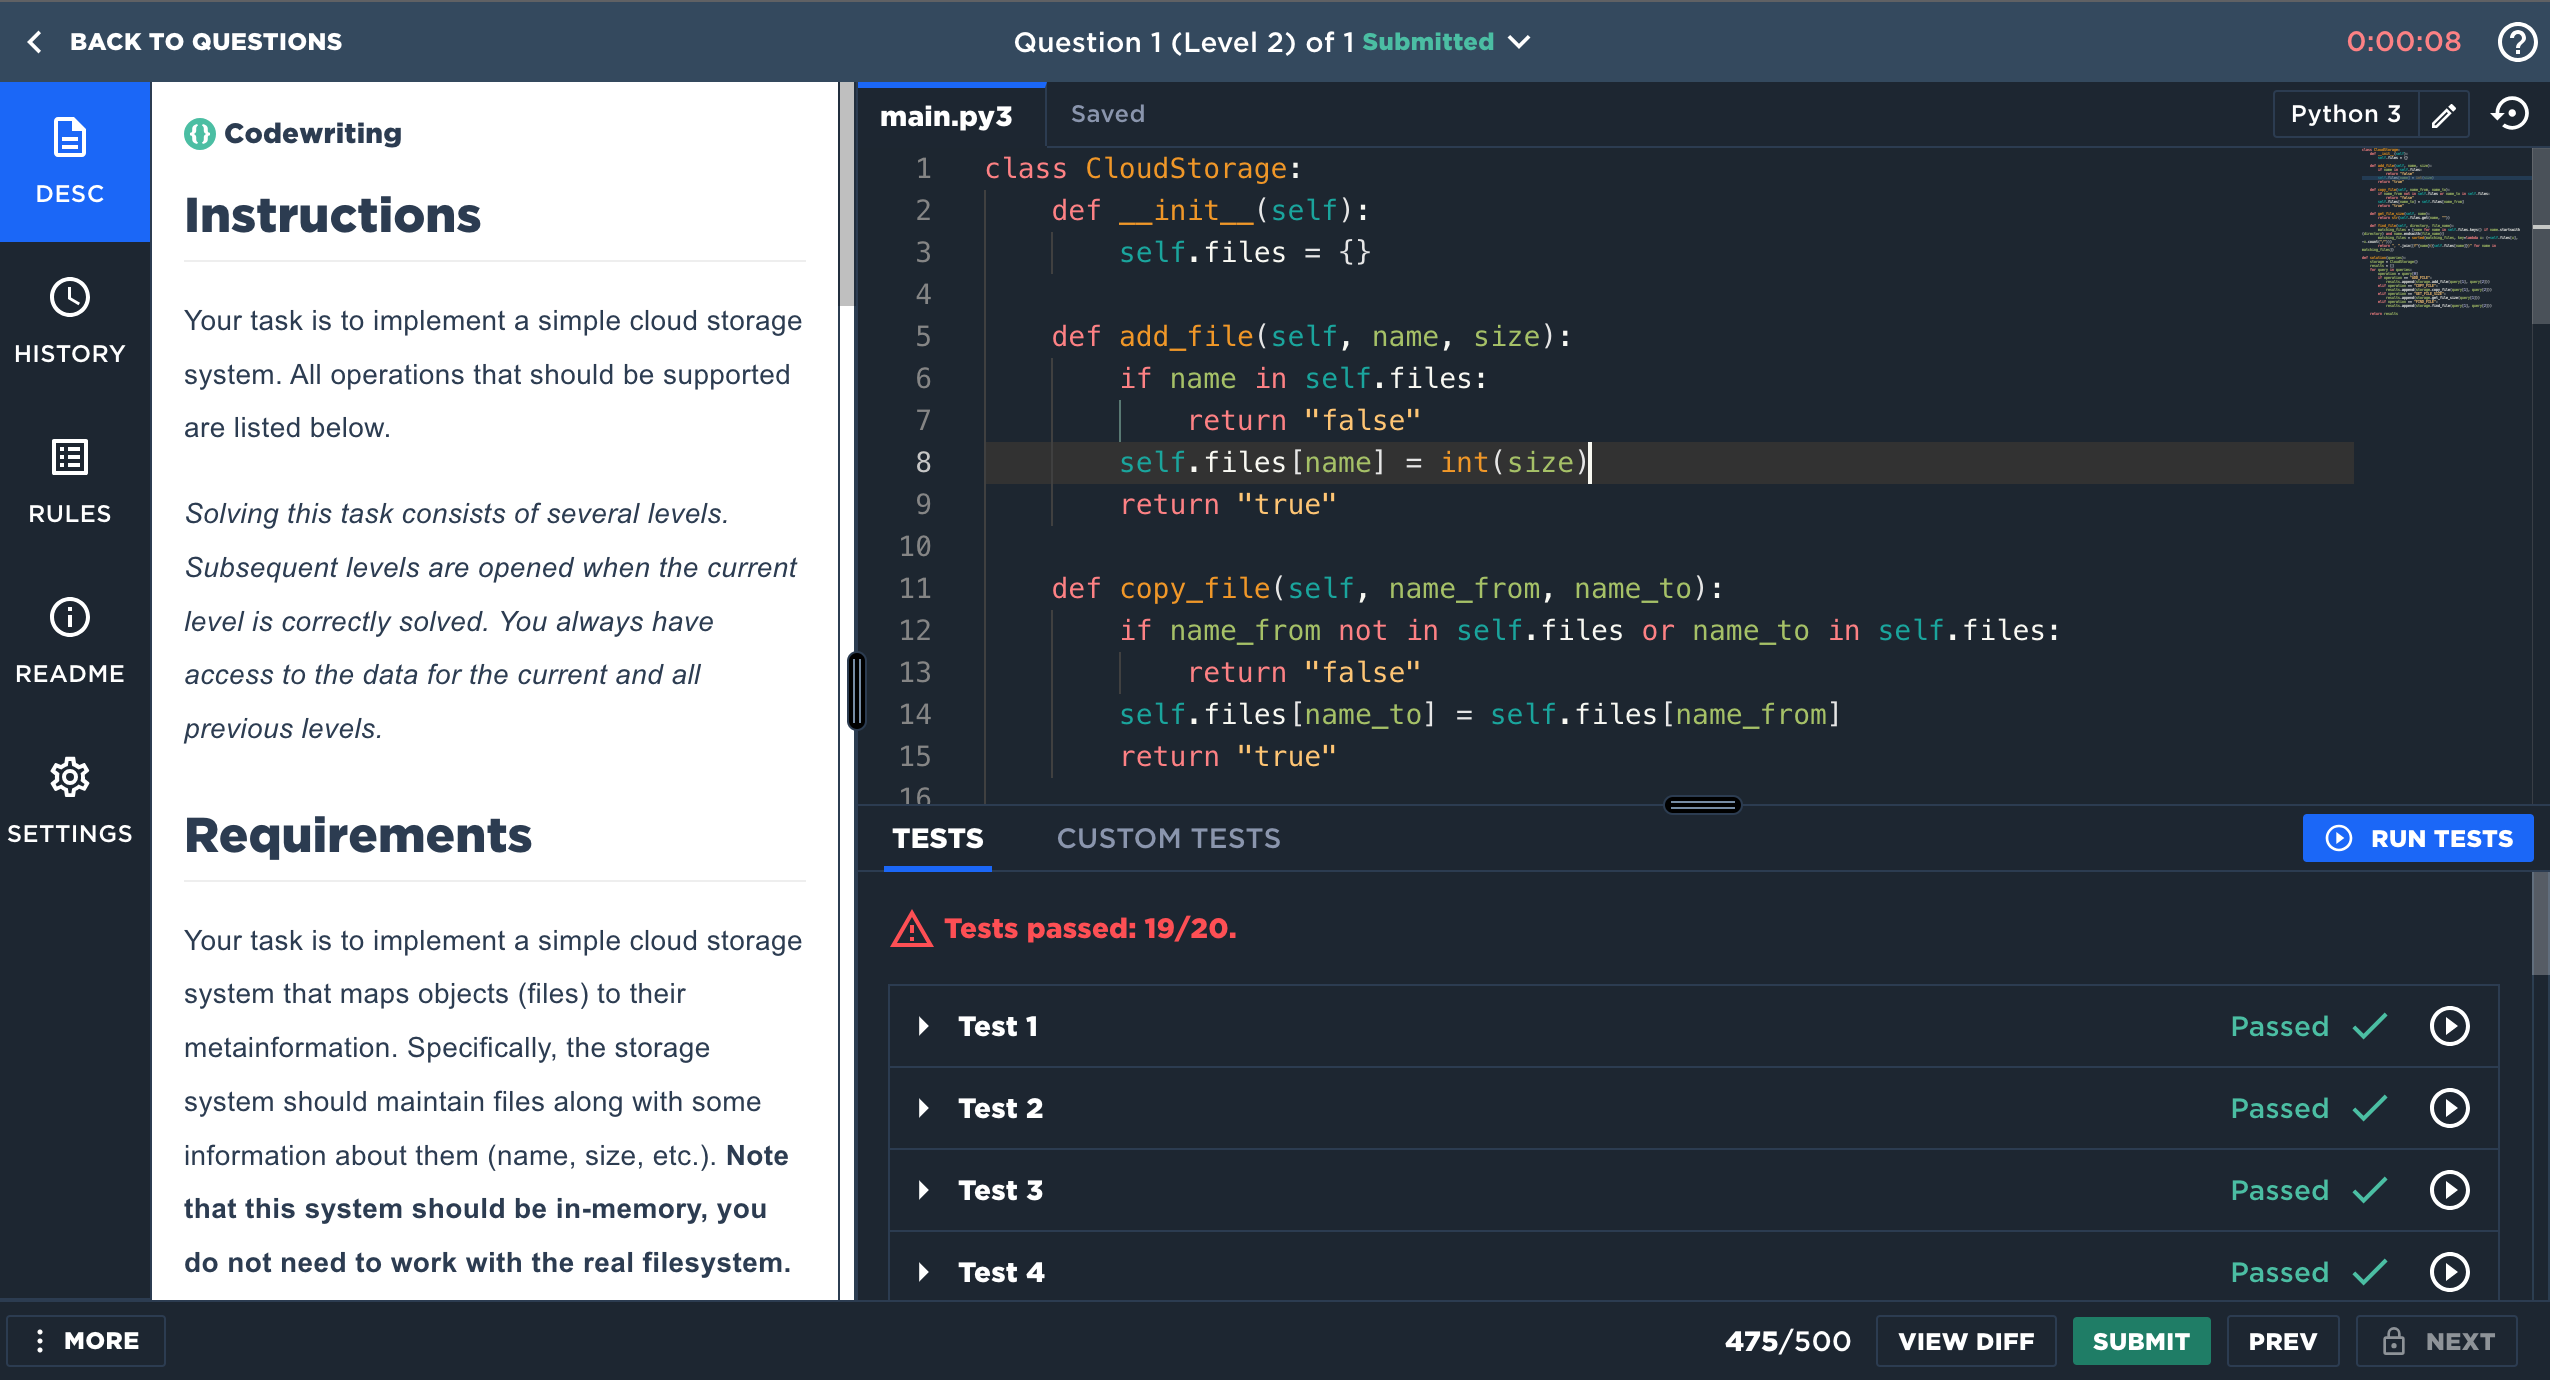 BACK TO QUESTIONS
Question 1 (Level 2) of 1 Submitted
0:00:08
DESC
HISTORY
RULES
README
SETTINGS
Codewriting
Instructions
Your task is to implement a simple cloud storage
system. All operations that should be supported
are listed below.
Solving this task consists of several levels.
Subsequent levels are opened when the current
level is correctly solved. You always have
access to the data for the current and all
previous levels.
Requirements
Your task is to implement a simple cloud storage
system that maps objects (files) to their
metainformation. Specifically, the storage
system should maintain files along with some
information about them (name, size, etc.). Note
that this system should be in-memory, you
do not need to work with the real filesystem.
main.py3
Saved
Python 3
1 class CloudStorage:
2     def __init__(self):
3         self.files = {}
4
5     def add_file(self, name, size):
6         if name in self.files:
7             return "false"
8         self.files[name] = int(size)
9         return "true"
10
11     def copy_file(self, name_from, name_to):
12         if name_from not in self.files or name_to in self.files:
13             return "false"
14         self.files[name_to] = self.files[name_from]
15         return "true"
16
TESTS
CUSTOM TESTS
RUN TESTS
Tests passed: 19/20.
Test 1 Passed
Test 2 Passed
Test 3 Passed
Test 4 Passed
MORE
475/500
VIEW DIFF
SUBMIT
PREV
NEXT